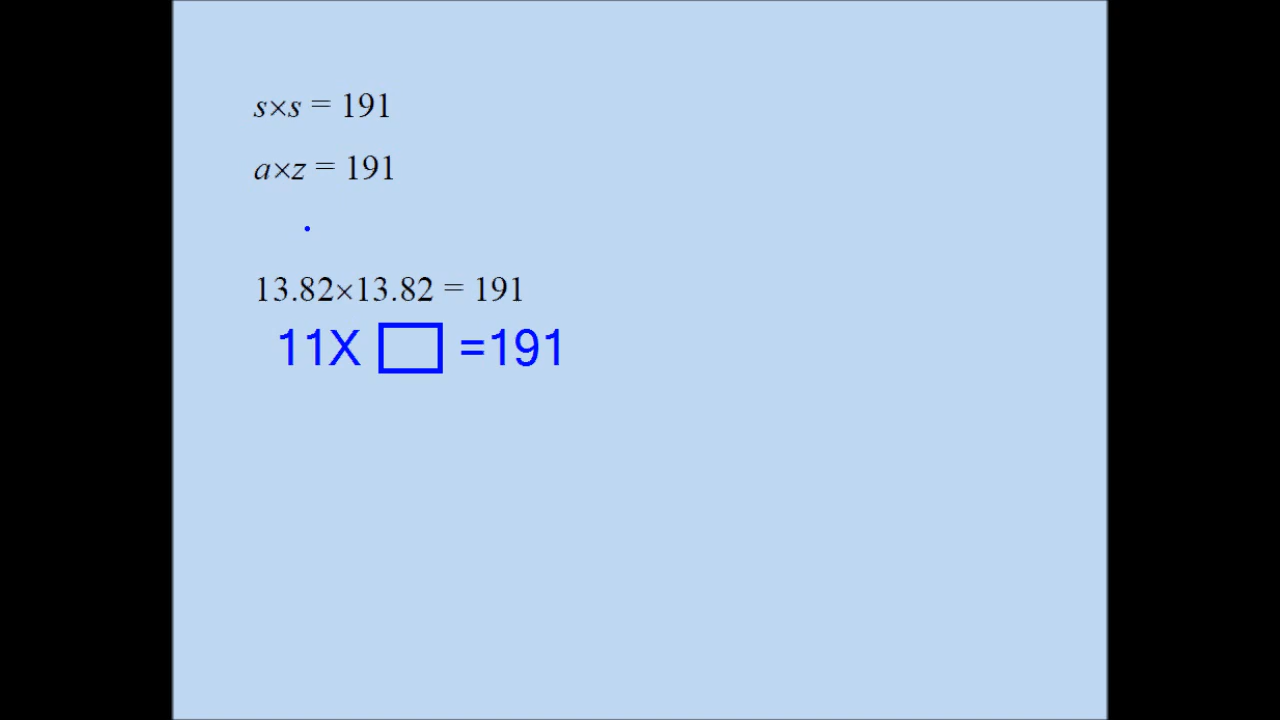 s×s = 191
a×z = 191
13.82×13.82 = 191
11X □ =191